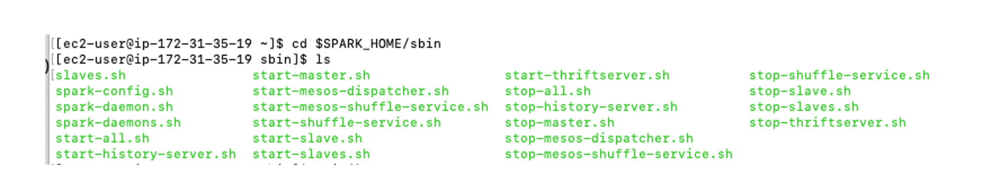 [[ec2-user@ip-172-31-35-19 ~]$ cd $SPARK_HOME/sbin
[[ec2-user@ip-172-31-35-19 sbin]$ ls
[slaves.sh start-master.sh start-thriftserver.sh stop-shuffle-service.sh
spark-config.sh start-mesos-dispatcher.sh stop-all.sh stop-slave.sh
spark-daemon.sh start-mesos-shuffle-service.sh stop-history-server.sh stop-slaves.sh
spark-daemons.sh start-shuffle-service.sh stop-master.sh stop-thriftserver.sh
start-all.sh start-slave.sh stop-mesos-dispatcher.sh
start-history-server.sh start-slaves.sh stop-mesos-shuffle-service.sh